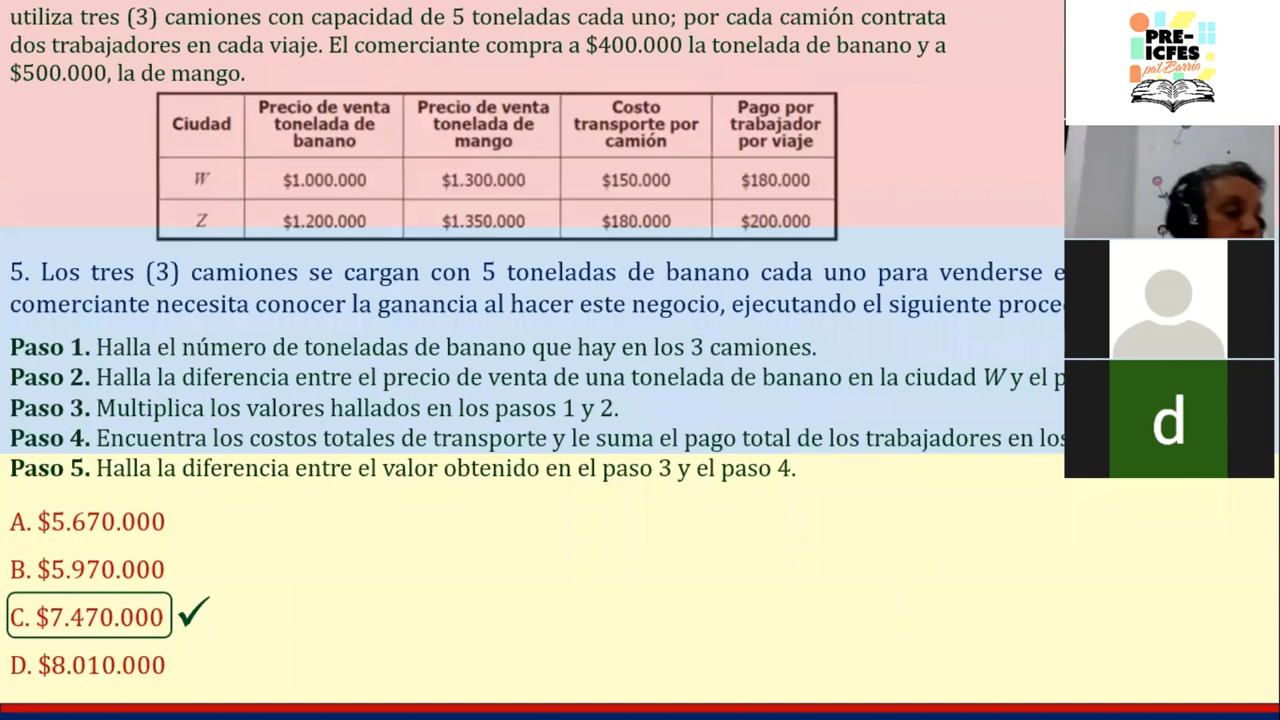 utiliza tres (3) camiones con capacidad de 5 toneladas cada uno; por cada camión contrata
dos trabajadores en cada viaje. El comerciante compra a $400.000 la tonelada de banano y a
$500.000, la de mango.
Ciudad
Precio de venta tonelada de banano
Precio de venta tonelada de mango
Costo transporte por camión
Pago por trabajador por viaje
W $1.000.000 $1.300.000 $150.000 $180.000
Z $1.200.000 $1.350.000 $180.000 $200.000
5. Los tres (3) camiones se cargan con 5 toneladas de banano cada uno para venderse
comerciante necesita conocer la ganancia al hacer este negocio, ejecutando el siguiente
Paso 1. Halla el número de toneladas de banano que hay en los 3 camiones.
Paso 2. Halla la diferencia entre el precio de venta de una tonelada de banano en la ciudad W y el
Paso 3. Multiplica los valores hallados en los pasos 1 y 2.
Paso 4. Encuentra los costos totales de transporte y le suma el pago total de los trabajadores en
Paso 5. Halla la diferencia entre el valor obtenido en el paso 3 y el paso 4.
A. $5.670.000
B. $5.970.000
C. $7.470.000
D. $8.010.000
PRE-
ICFES
pa'l Barrio
d